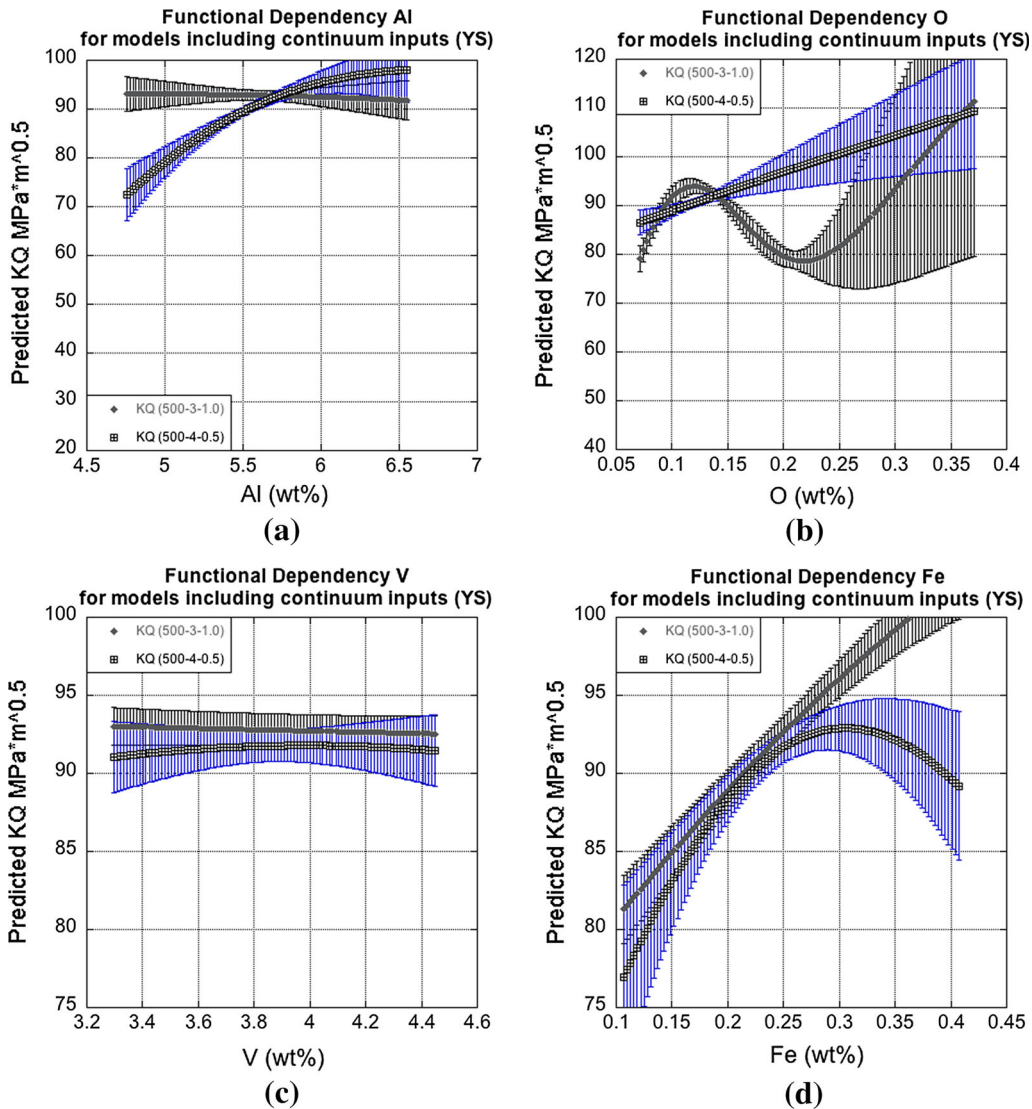 Functional Dependency Al
for models including continuum inputs (YS)
100
90
80
70
60
50
40
30
20
Predicted KQ MPa*m^0.5
KQ (500-3-1.0)
KQ (500-4-0.5)
4.5 5 5.5 6 6.5 7
Al (wt%)
(a)
Functional Dependency O
for models including continuum inputs (YS)
120
110
100
90
80
70
60
50
40
Predicted KQ MPa*m^0.5
KQ (500-3-1.0)
KQ (500-4-0.5)
0.05 0.1 0.15 0.2 0.25 0.3 0.35 0.4
O (wt%)
(b)
Functional Dependency V
for models including continuum inputs (YS)
100
95
90
85
80
75
Predicted KQ MPa*m^0.5
KQ (500-3-1.0)
KQ (500-4-0.5)
3.2 3.4 3.6 3.8 4 4.2 4.4 4.6
V (wt%)
(c)
Functional Dependency Fe
for models including continuum inputs (YS)
100
95
90
85
80
75
Predicted KQ MPa*m^0.5
KQ (500-3-1.0)
KQ (500-4-0.5)
0.1 0.15 0.2 0.25 0.3 0.35 0.4 0.45
Fe (wt%)
(d)